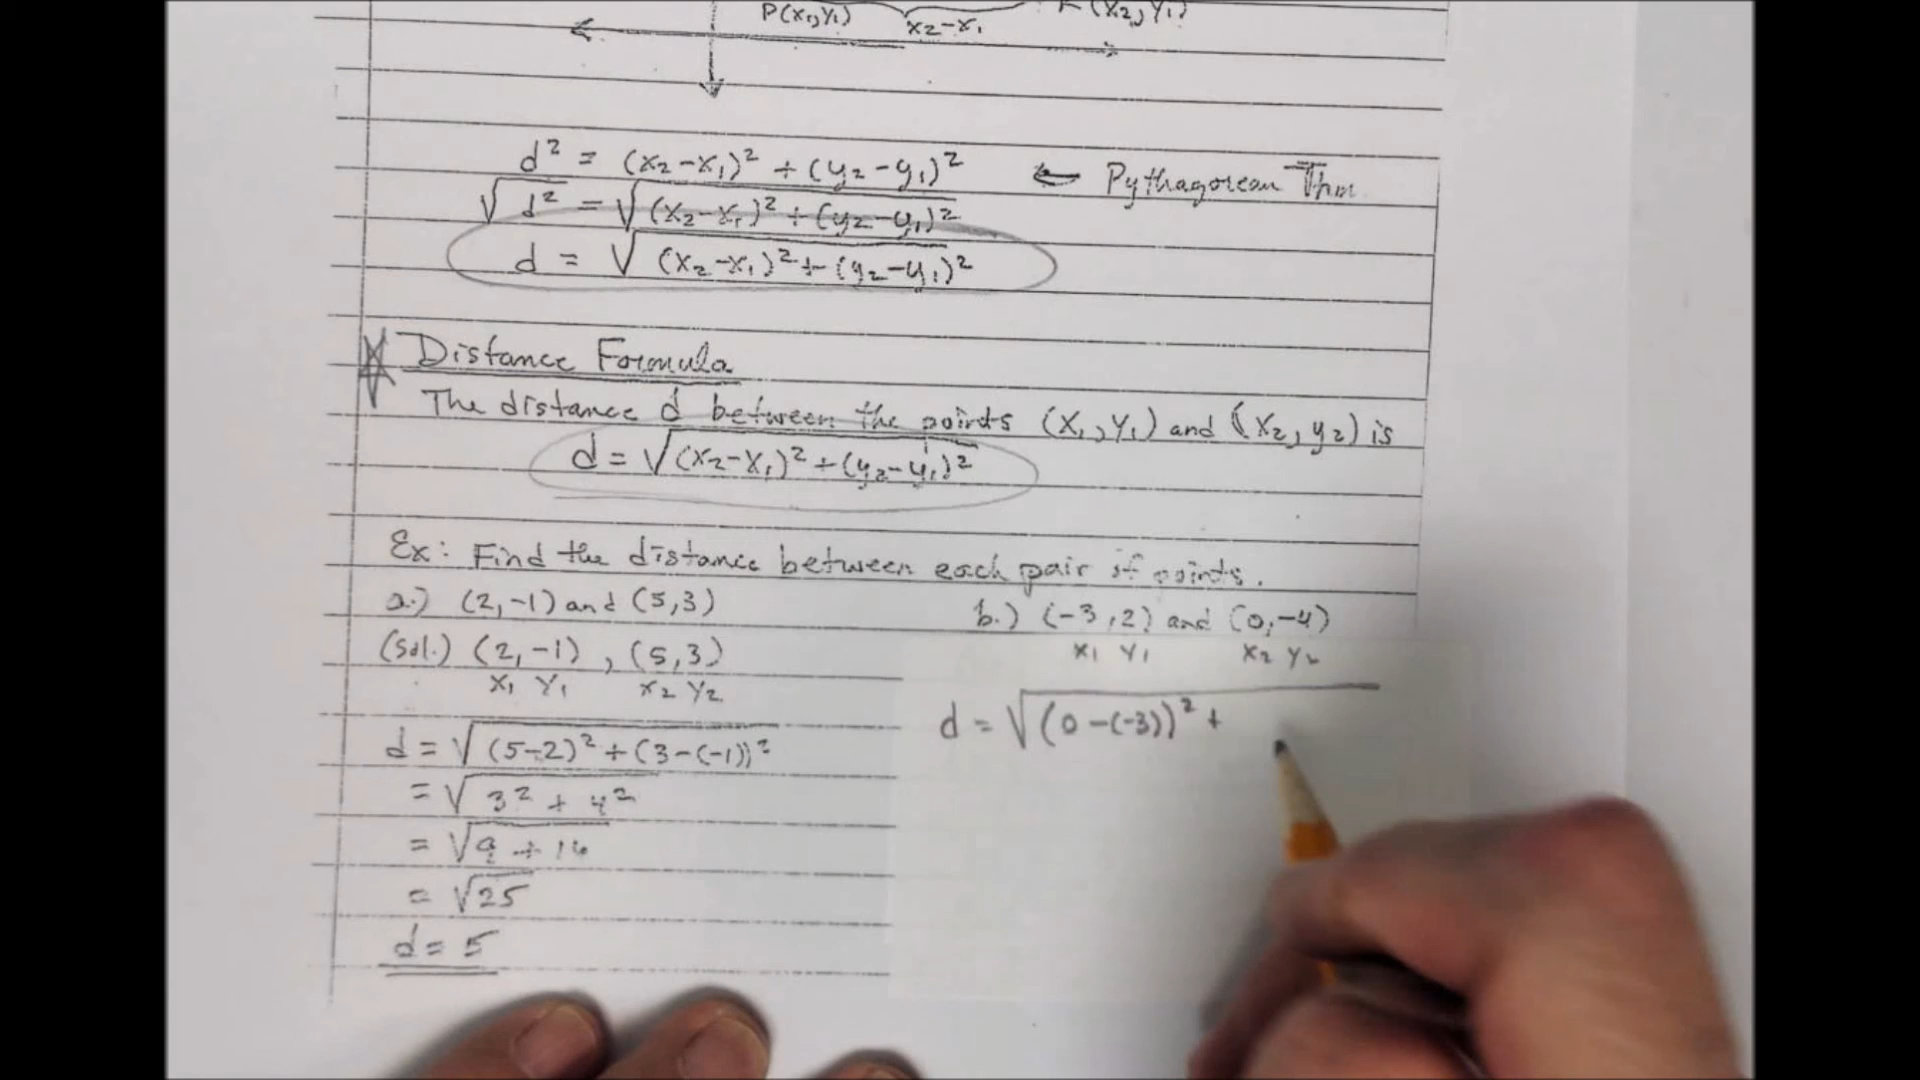 P(x₁,y₁) x₂-x₁ R(x₂,y₁)
d² = (x₂-x₁)² + (y₂-y₁)² ← Pythagorean Thm.
√d² = √(x₂-x₁)² + (y₂-y₁)²
d = √(x₂-x₁)² + (y₂-y₁)²
Distance Formula
The distance d between the points (x₁,y₁) and (x₂,y₂) is
d = √(x₂-x₁)² + (y₂-y₁)²
Ex: Find the distance between each pair of points.
a.) (2,-1) and (5,3)
(Sol.) (2,-1), (5,3)
x₁ y₁ x₂ y₂
d = √(5-2)² + (3-(-1))²
= √3² + 4²
= √9 + 16
= √25
d = 5
b.) (-3,2) and (0,-4)
x₁ y₁ x₂ y₂
d = √(0-(-3))² +